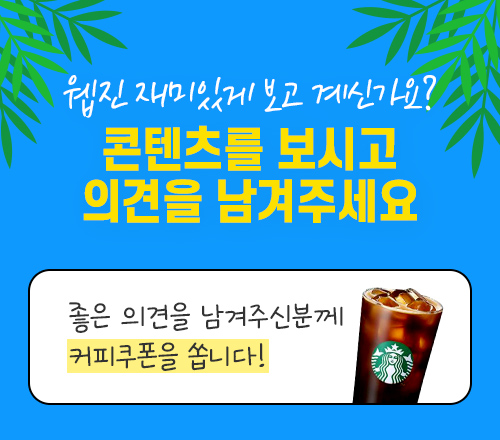 웹진 재미있게 보고 계신가요?
콘텐츠를 보시고
의견을 남겨주세요
좋은 의견을 남겨주신분께
커피쿠폰을 쏩니다!